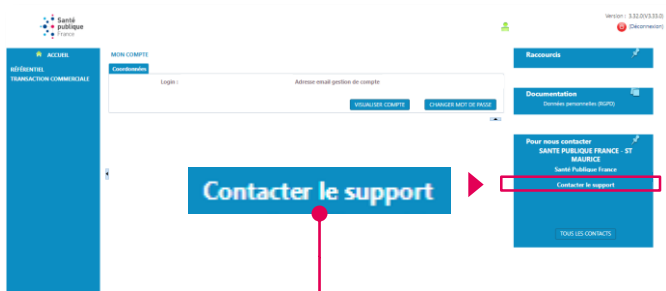 Santé
publique
France
Version : 3.32.0(V3.33.0)
(Déconnexion)
ACCUEIL
RÉFÉRENTIEL
TRANSACTION COMMERCIALE
MON COMPTE
Coordonnées
Login :
Adresse email gestion de compte
VISUALISER COMPTE
CHANGER MOT DE PASSE
Raccourcis
Documentation
Données personnelles (RGPD)
Pour nous contacter
SANTE PUBLIQUE FRANCE - ST
MAURICE
Santé Publique France
Contacter le support
TOUS LES CONTACTS
Contacter le support